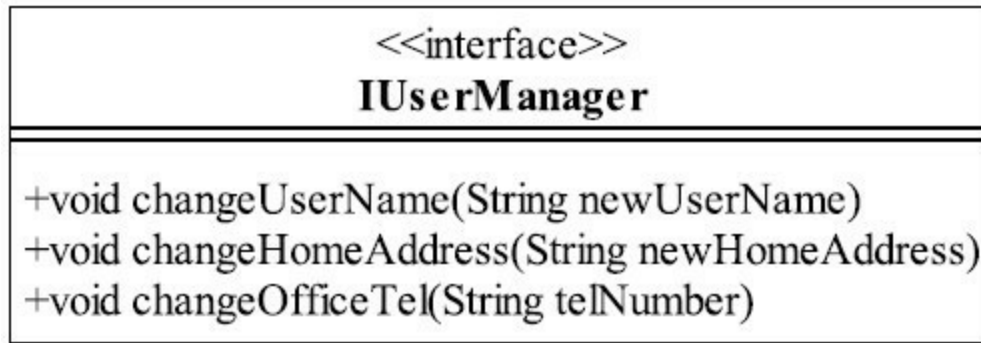 <<interface>>
IUserManager
+void changeUserName(String newUserName)
+void changeHomeAddress(String newHomeAddress)
+void changeOfficeTel(String telNumber)